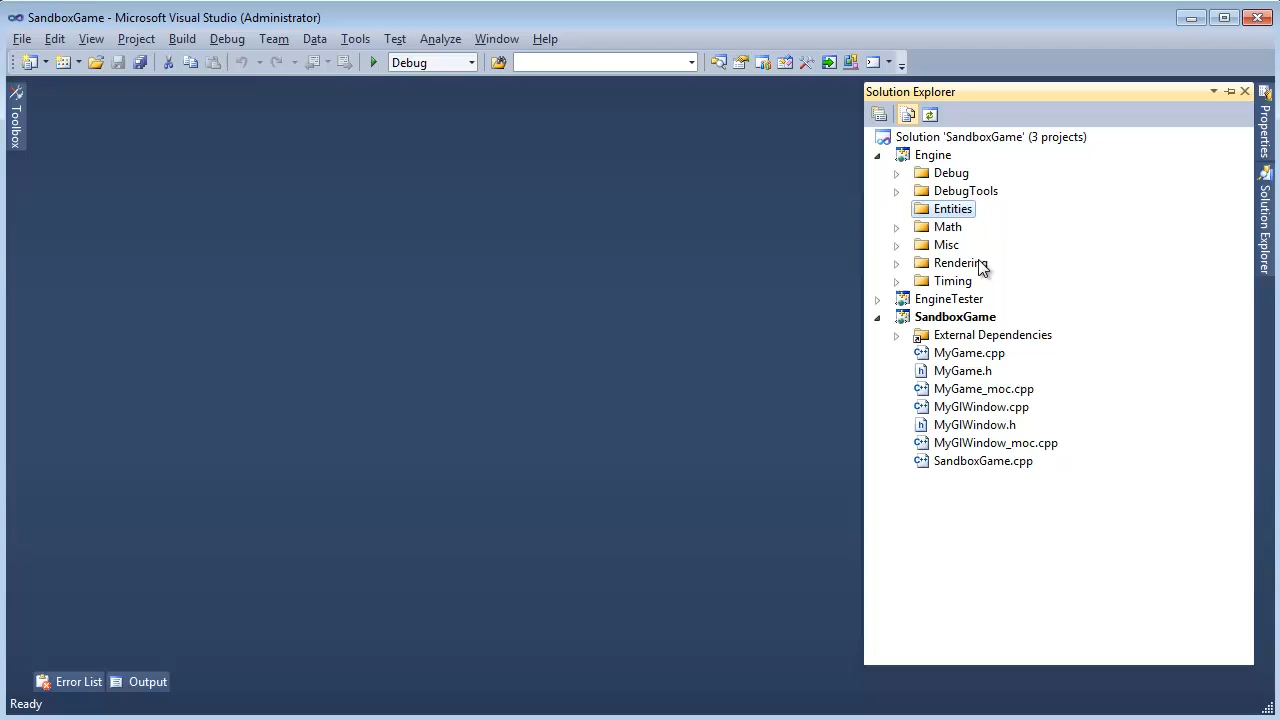 SandboxGame - Microsoft Visual Studio (Administrator)
File Edit View Project Build Debug Team Data Tools Test Analyze Window Help
Debug
Toolbox
Solution Explorer
Solution 'SandboxGame' (3 projects)
Engine
Debug
DebugTools
Entities
Math
Misc
Rendering
Timing
EngineTester
SandboxGame
External Dependencies
MyGame.cpp
MyGame.h
MyGame_moc.cpp
MyGlWindow.cpp
MyGlWindow.h
MyGlWindow_moc.cpp
SandboxGame.cpp
Properties
Solution Explorer
Error List Output
Ready